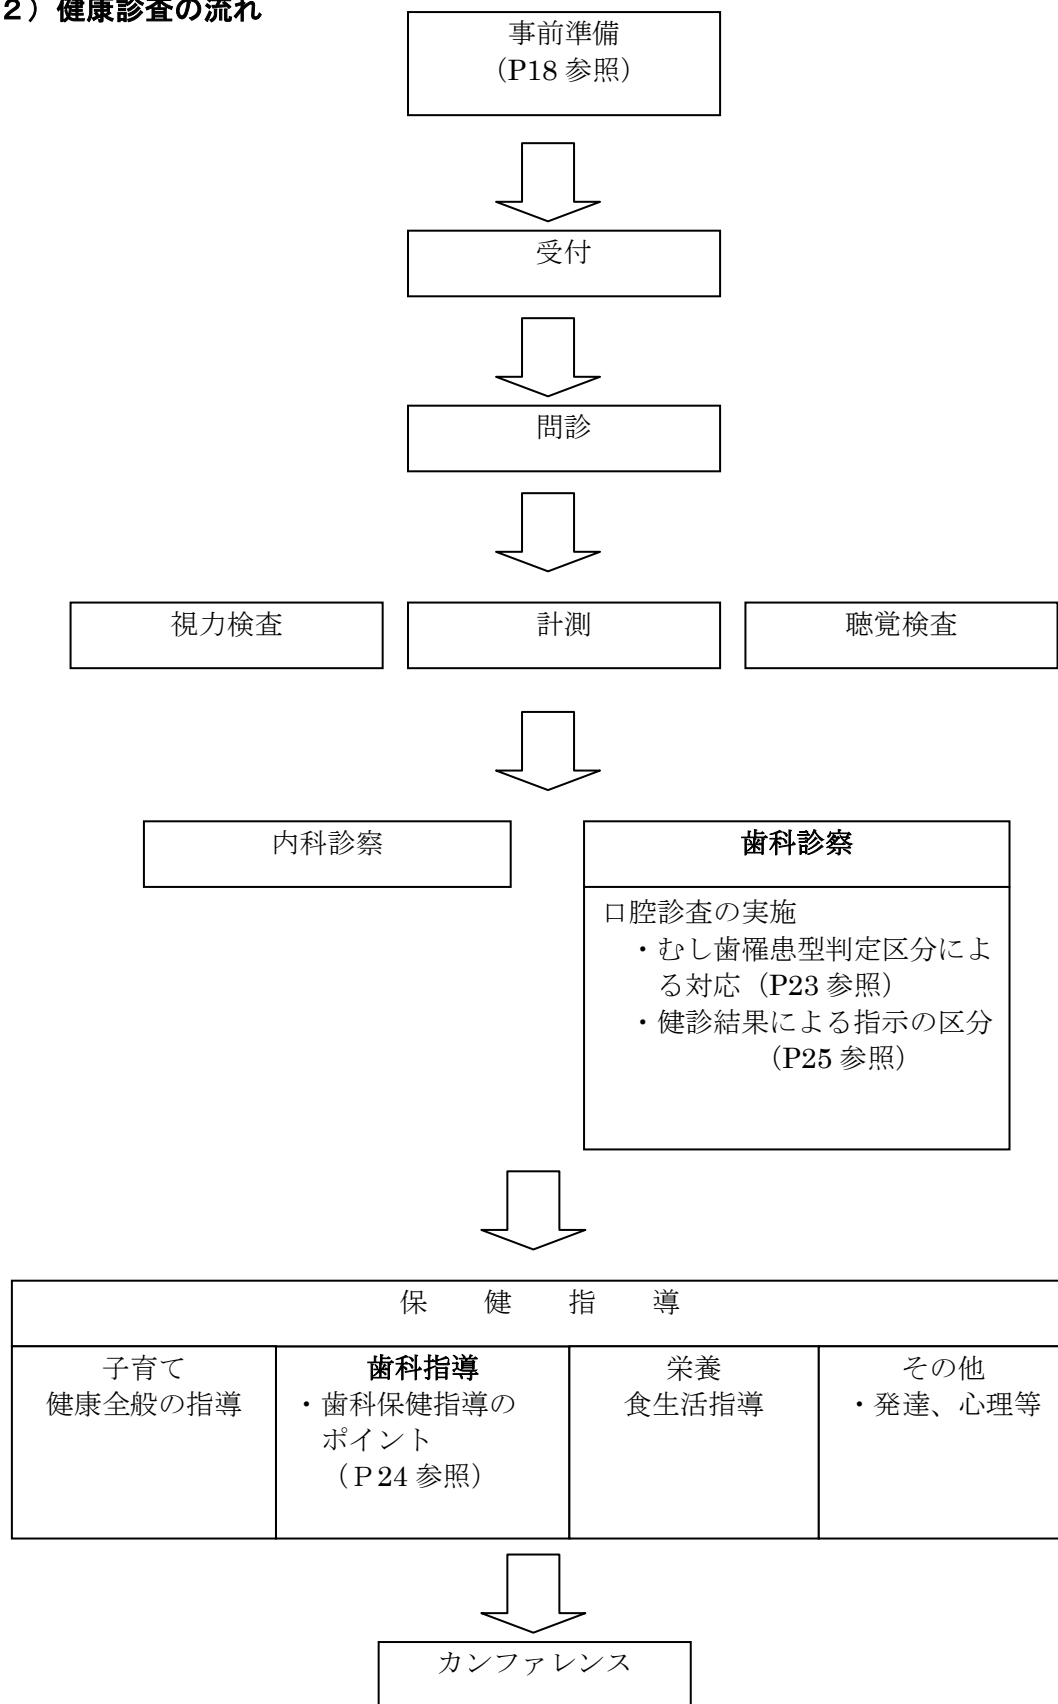 ２）健康診査の流れ
事前準備
（P18 参照）
受付
問診
視力検査
計測
聴覚検査
内科診察
歯科診察
口腔診査の実施
・むし歯罹患型判定区分によ
る対応（P23 参照）
・健診結果による指示の区分
（P25 参照）
保　健　指　導
子育て
健康全般の指導
歯科指導
・歯科保健指導の
ポイント
（Ｐ24 参照）
栄養
食生活指導
その他
・発達、心理等
カンファレンス